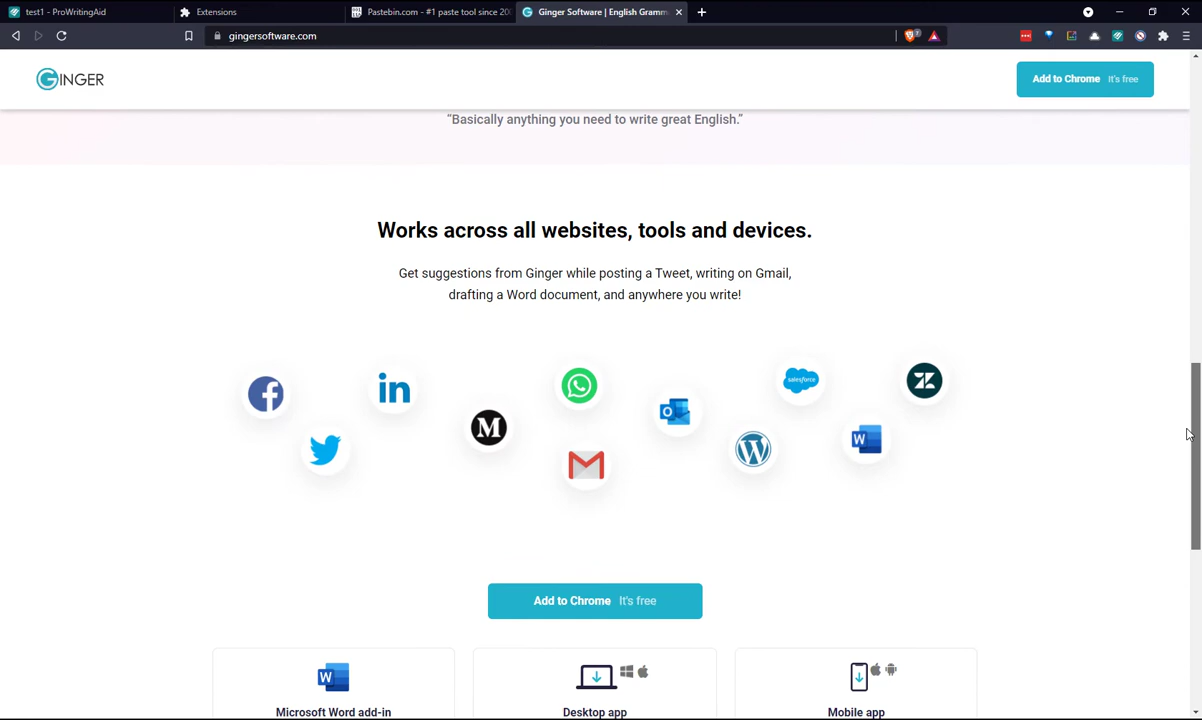 test1 - ProWritingAid
Extensions
Pastebin.com - #1 paste tool since 200
Ginger Software | English Gramm
gingersoftware.com
7
GINGER
Add to Chrome It's free
“Basically anything you need to write great English.”
Works across all websites, tools and devices.
Get suggestions from Ginger while posting a Tweet, writing on Gmail,
drafting a Word document, and anywhere you write!
salesforce
Add to Chrome It's free
Microsoft Word add-in
Desktop app
Mobile app